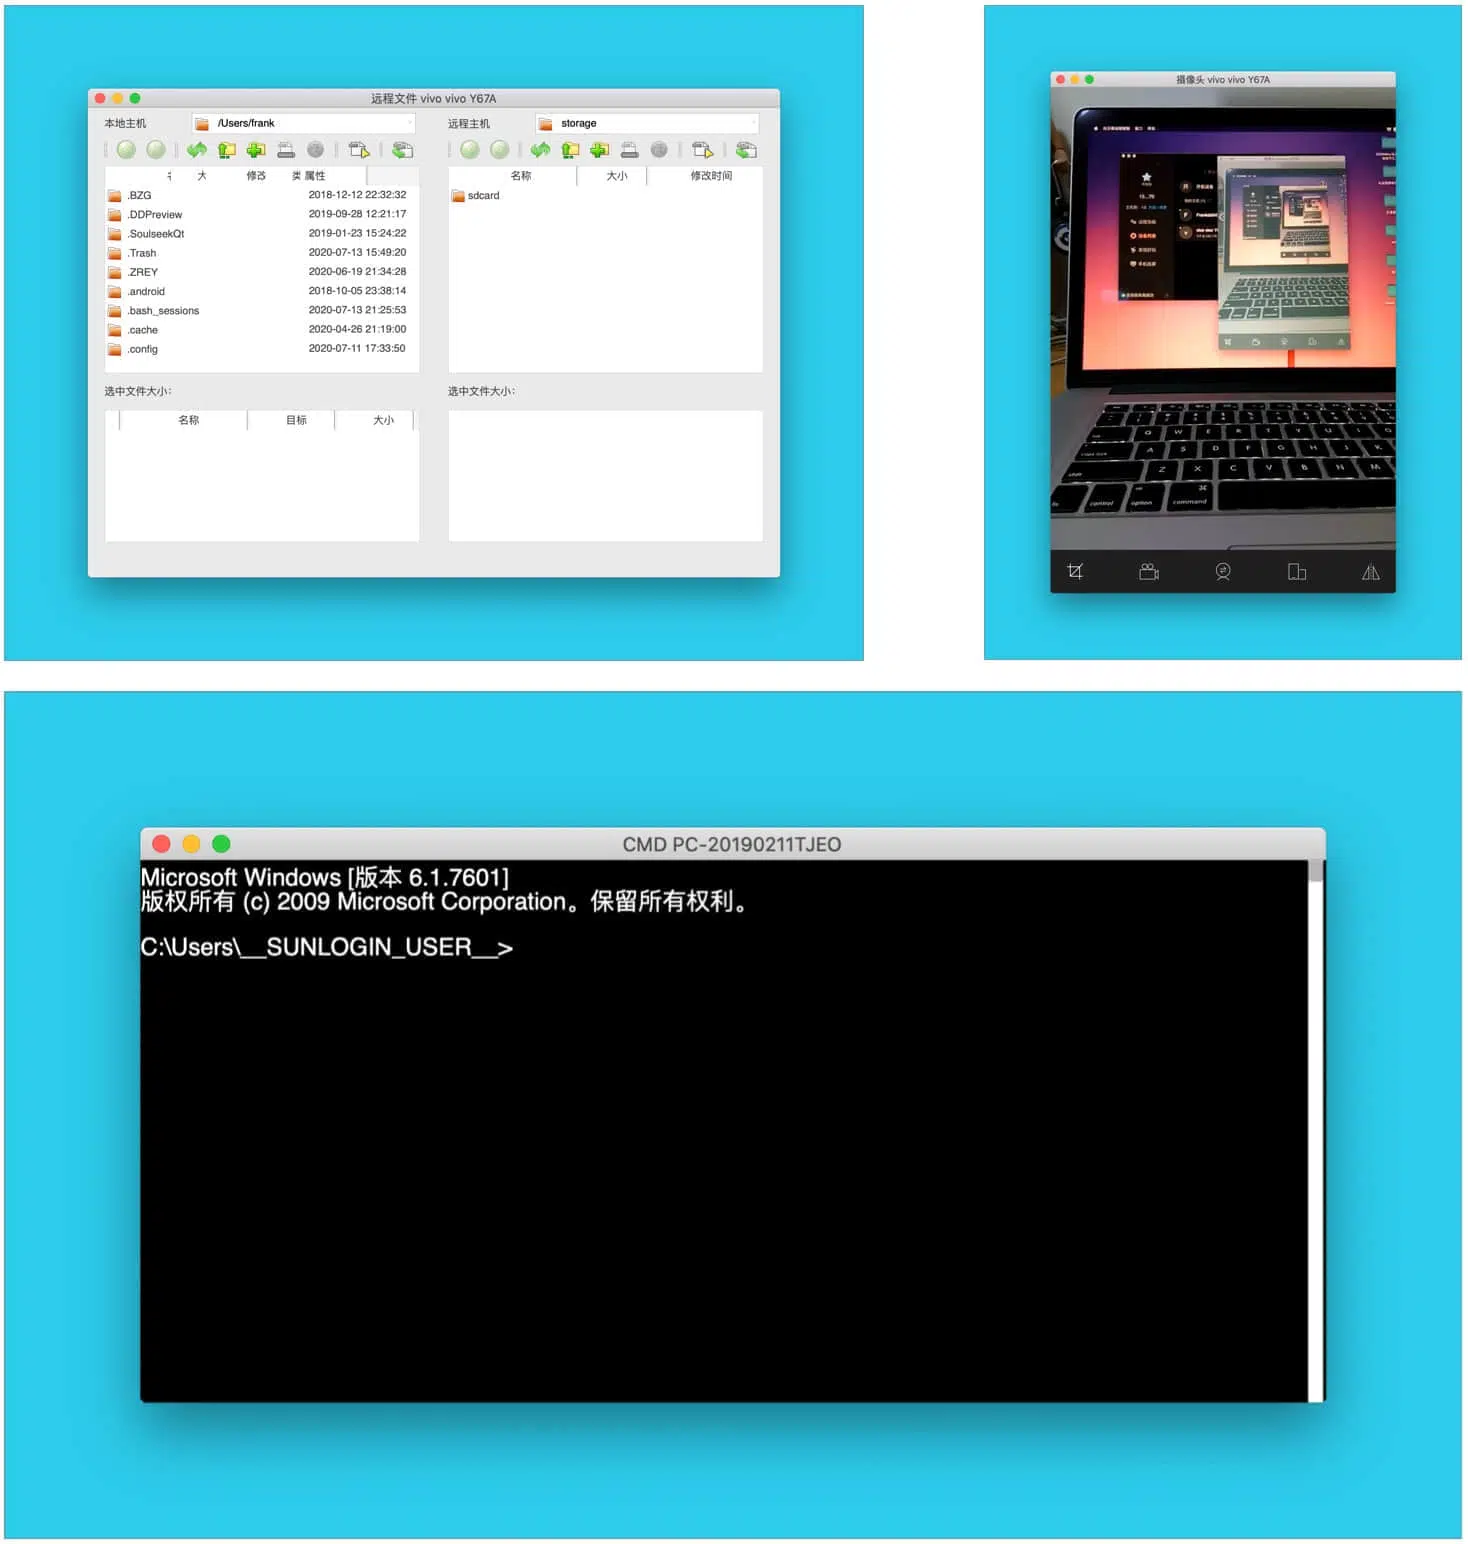 远程文件 vivo vivo Y67A
本地主机 /Users/frank
远程主机 storage
大 修改 类 属性
名称 大小 修改时间
.BZG 2018-12-12 22:32:32
sdcard
.DDPreview 2019-09-28 12:21:17
.SoulseekQt 2019-01-23 15:24:22
.Trash 2020-07-13 15:49:20
.ZREY 2020-06-19 21:34:28
.android 2018-10-05 23:38:14
.bash_sessions 2020-07-13 21:25:53
.cache 2020-04-26 21:19:00
.config 2020-07-11 17:33:50
选中文件大小:
选中文件大小:
名称 目标 大小
摄像头 vivo vivo Y67A
Q W E R T Y U I
A S D F G H J K
Z X C V B N M
control option command
CMD PC-20190211TJEO
Microsoft Windows [版本 6.1.7601]
版权所有 (c) 2009 Microsoft Corporation。保留所有权利。
C:\Users\__SUNLOGIN_USER__>